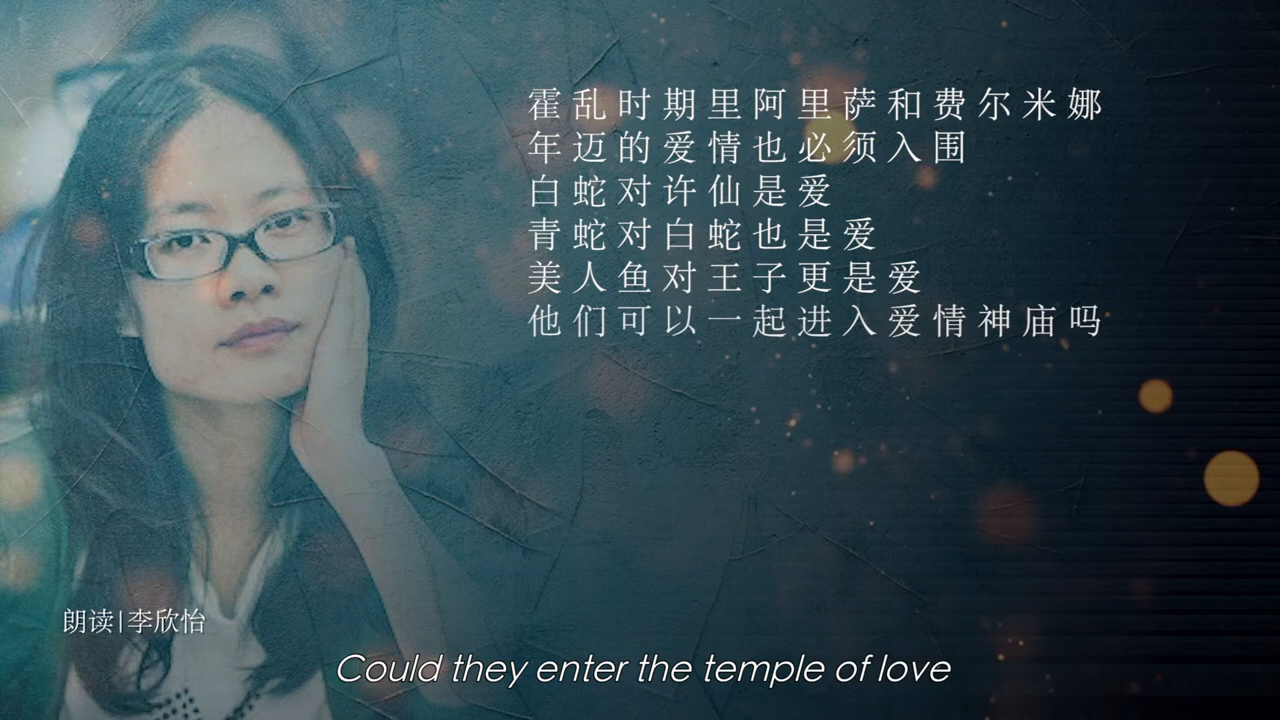 霍乱时期里阿里萨和费尔米娜
年迈的爱情也必须入围
白蛇对许仙是爱
青蛇对白蛇也是爱
美人鱼对王子更是爱
他们可以一起进入爱情神庙吗
朗读|李欣怡
Could they enter the temple of love